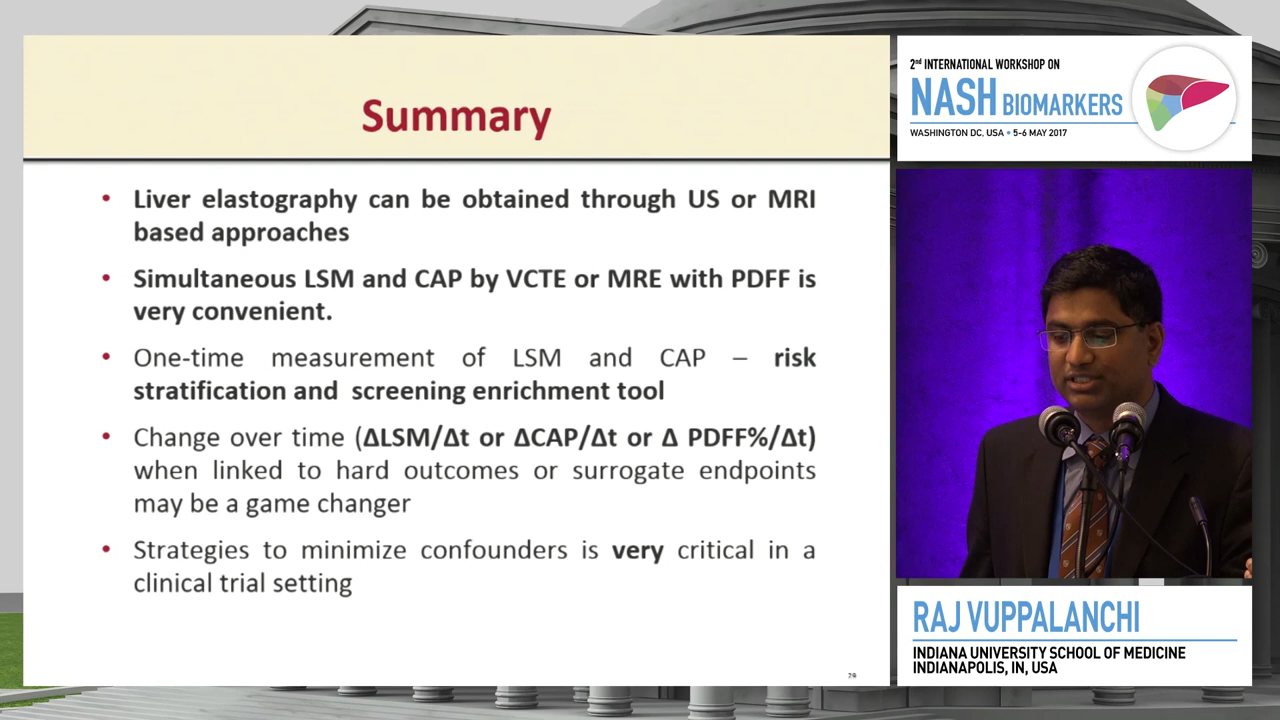 Summary
• Liver elastography can be obtained through US or MRI
based approaches
• Simultaneous LSM and CAP by VCTE or MRE with PDFF is
very convenient.
• One-time measurement of LSM and CAP – risk
stratification and screening enrichment tool
• Change over time (ΔLSM/Δt or ΔCAP/Δt or Δ PDFF%/Δt)
when linked to hard outcomes or surrogate endpoints
may be a game changer
• Strategies to minimize confounders is very critical in a
clinical trial setting
2nd INTERNATIONAL WORKSHOP ON
NASH BIOMARKERS
WASHINGTON DC, USA • 5-6 MAY 2017
RAJ VUPPALANCHI
INDIANA UNIVERSITY SCHOOL OF MEDICINE
INDIANAPOLIS, IN, USA